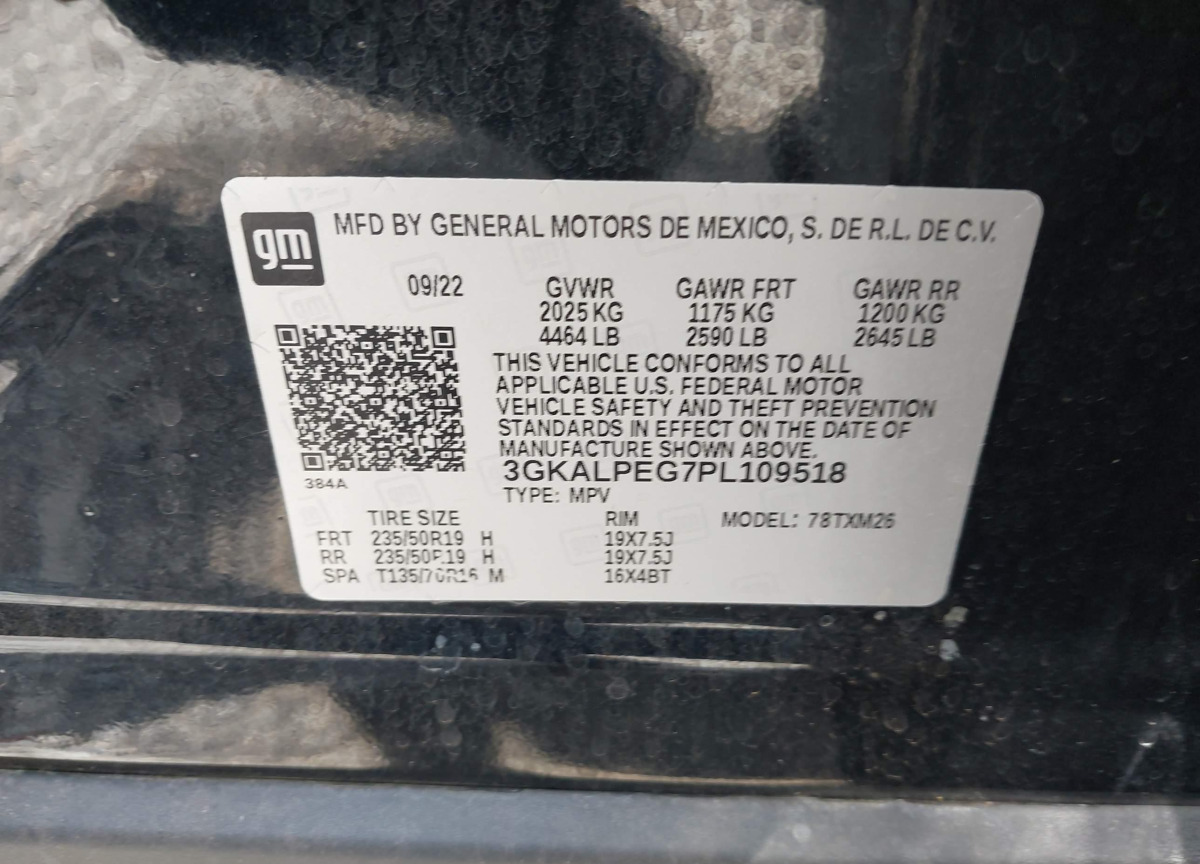 gm
MFD BY GENERAL MOTORS DE MEXICO, S. DE R.L. DE C.V.
09/22 GVWR GAWR FRT GAWR RR
2025 KG 1175 KG 1200 KG
4464 LB 2590 LB 2645 LB
THIS VEHICLE CONFORMS TO ALL
APPLICABLE U.S. FEDERAL MOTOR
VEHICLE SAFETY AND THEFT PREVENTION
STANDARDS IN EFFECT ON THE DATE OF
MANUFACTURE SHOWN ABOVE.
3GKALPEG7PL109518
384A
TYPE: MPV
TIRE SIZE RIM MODEL: 78TXM26
FRT 235/50R19 H 19X7.5J
RR 235/50R19 H 19X7.5J
SPA T135/70R16 M 16X4BT